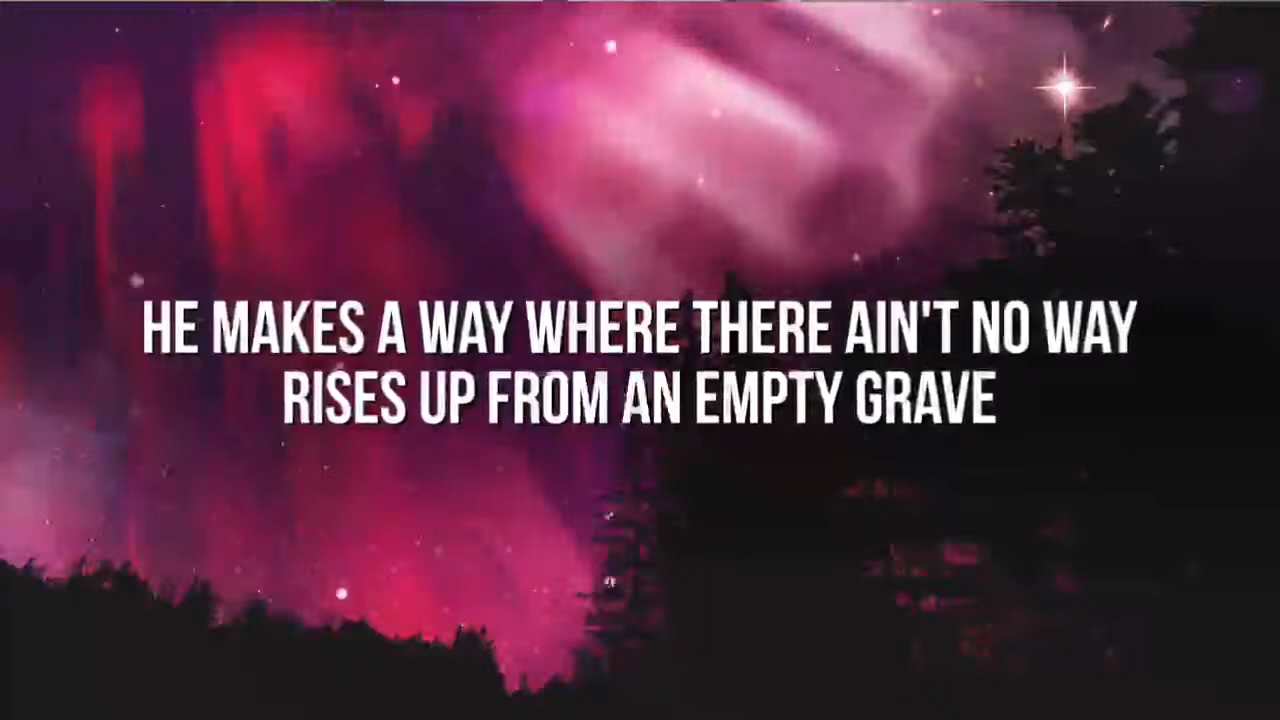 HE MAKES A WAY WHERE THERE AIN'T NO WAY
RISES UP FROM AN EMPTY GRAVE